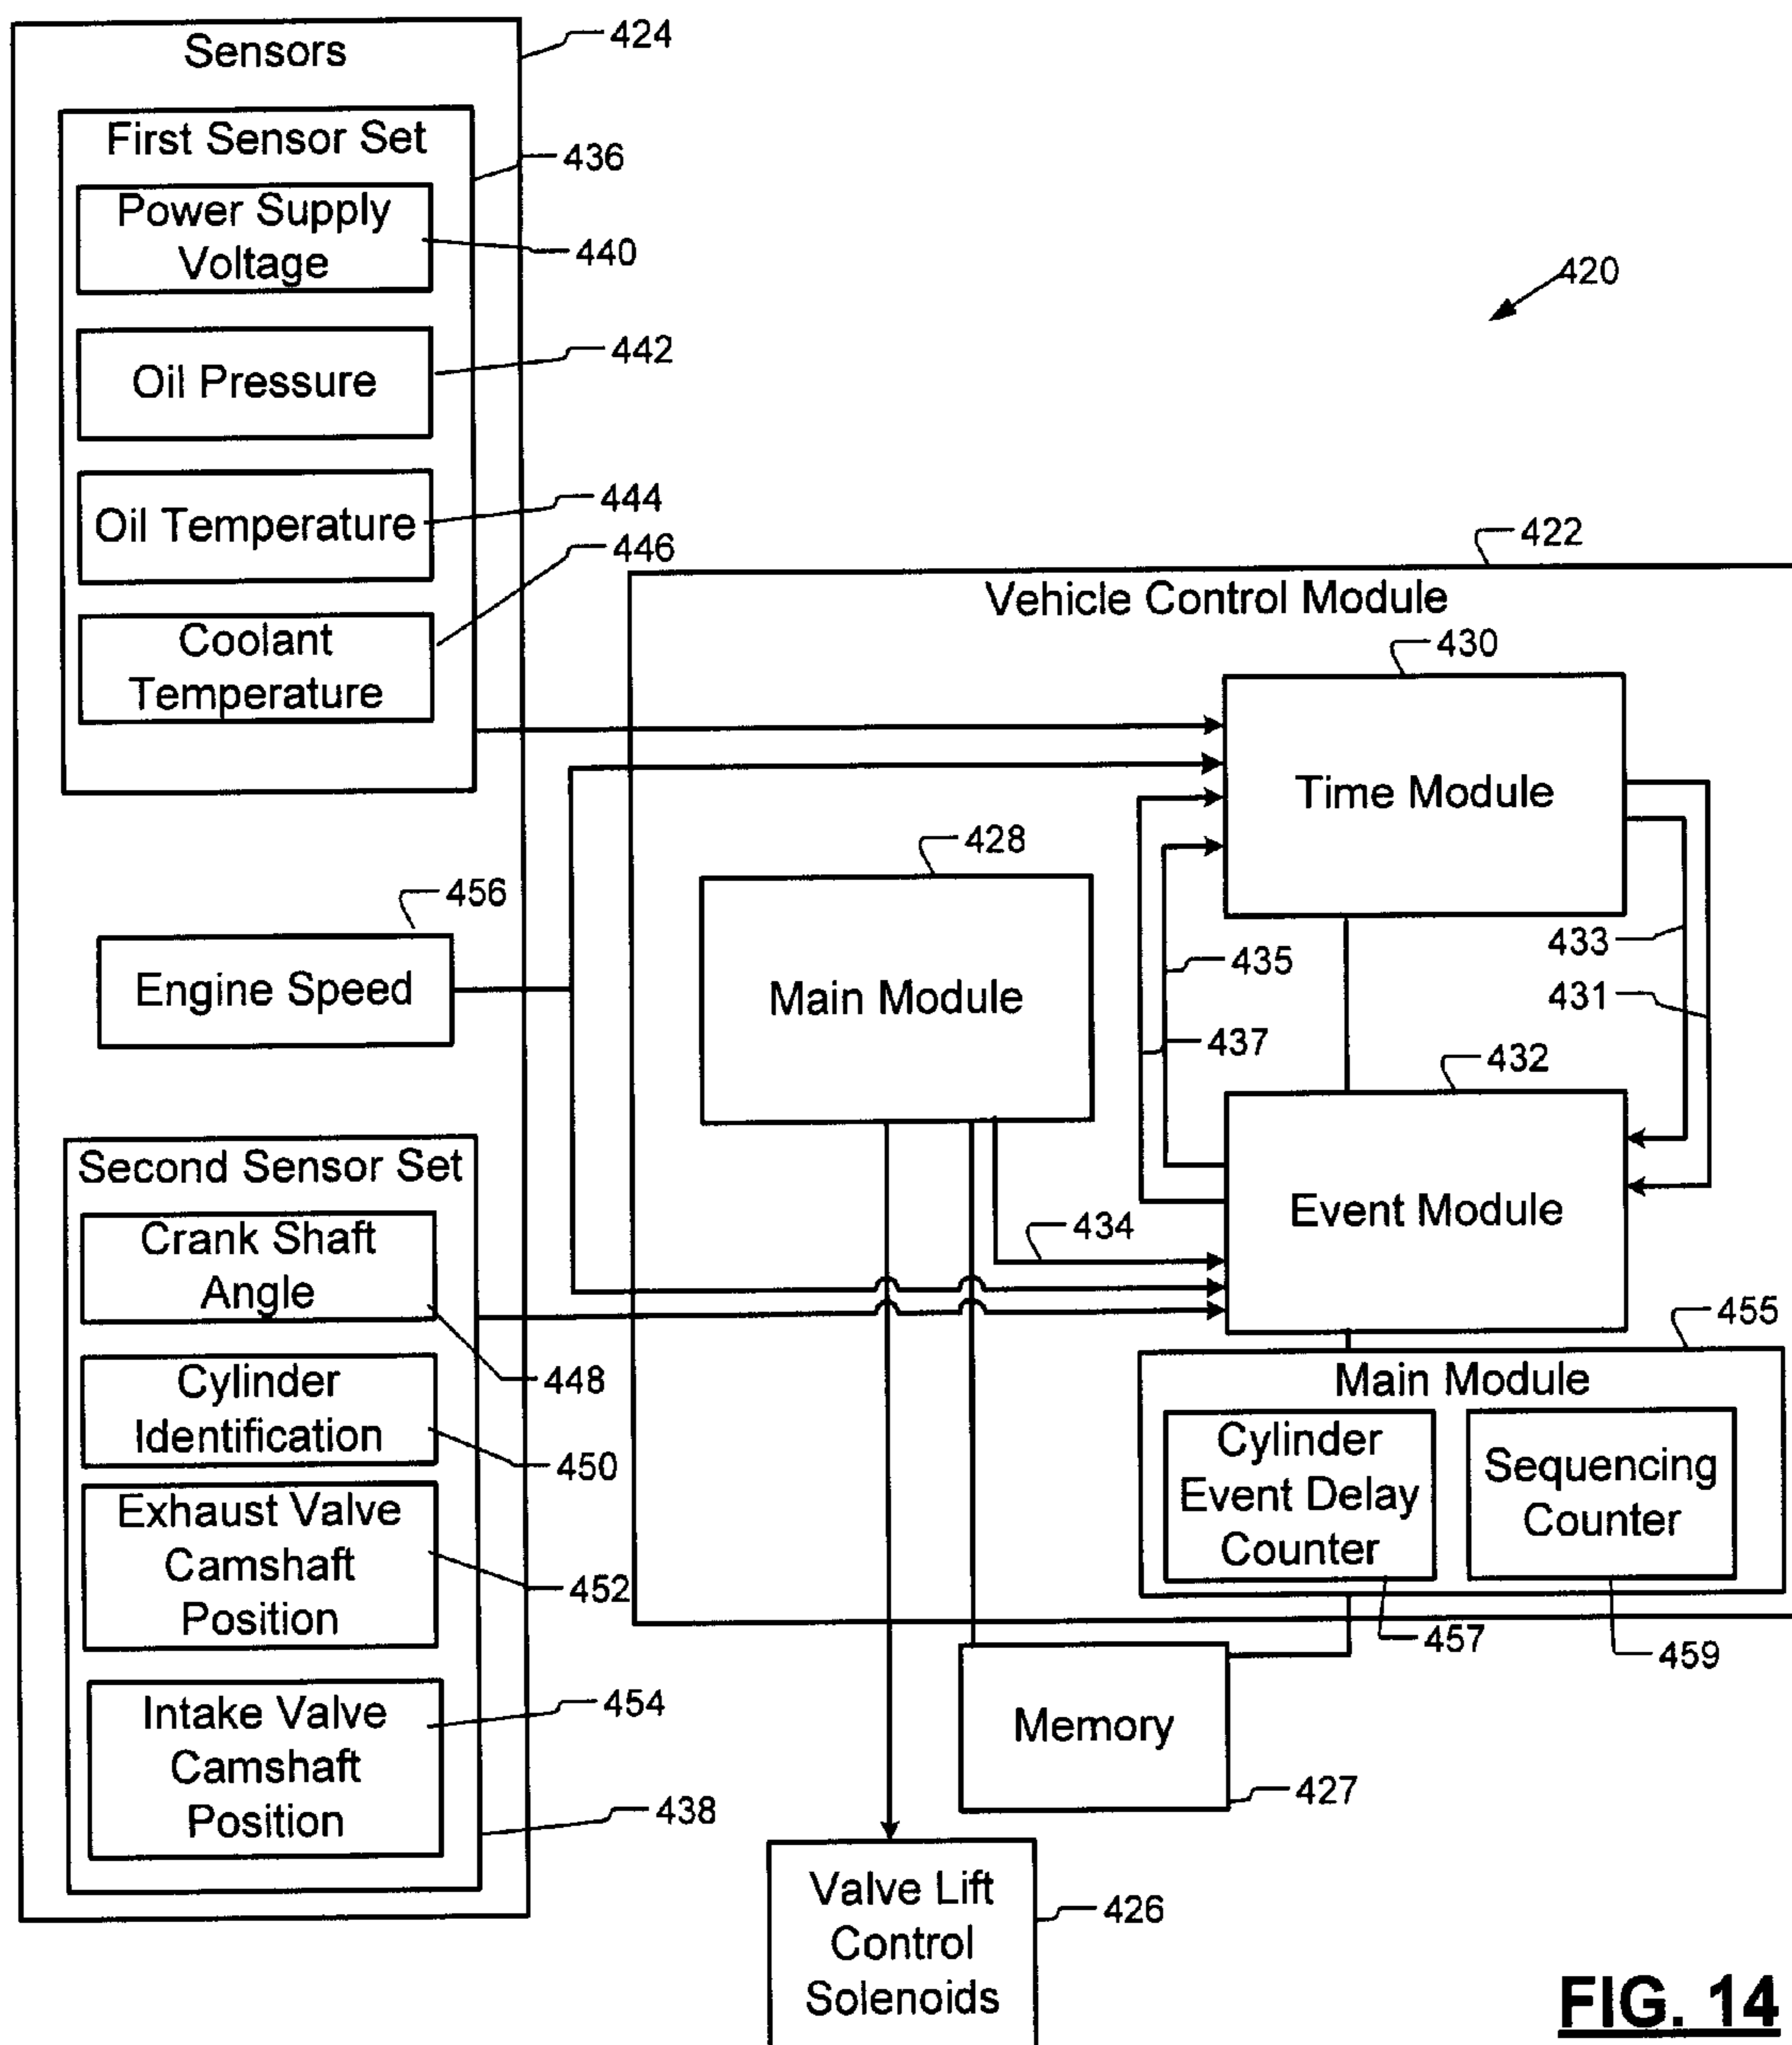 Sensors
424
First Sensor Set
436
Power Supply
Voltage
440
420
Oil Pressure
442
Oil Temperature
444
446
Coolant
Temperature
422
Vehicle Control Module
430
Time Module
428
Main Module
456
Engine Speed
435
437
433
431
432
Event Module
434
Second Sensor Set
Crank Shaft
Angle
448
Cylinder
Identification
450
Exhaust Valve
Camshaft
Position
452
Intake Valve
Camshaft
Position
454
438
455
Main Module
Cylinder
Event Delay
Counter
Sequencing
Counter
457
459
Memory
427
Valve Lift
Control
Solenoids
426
FIG. 14